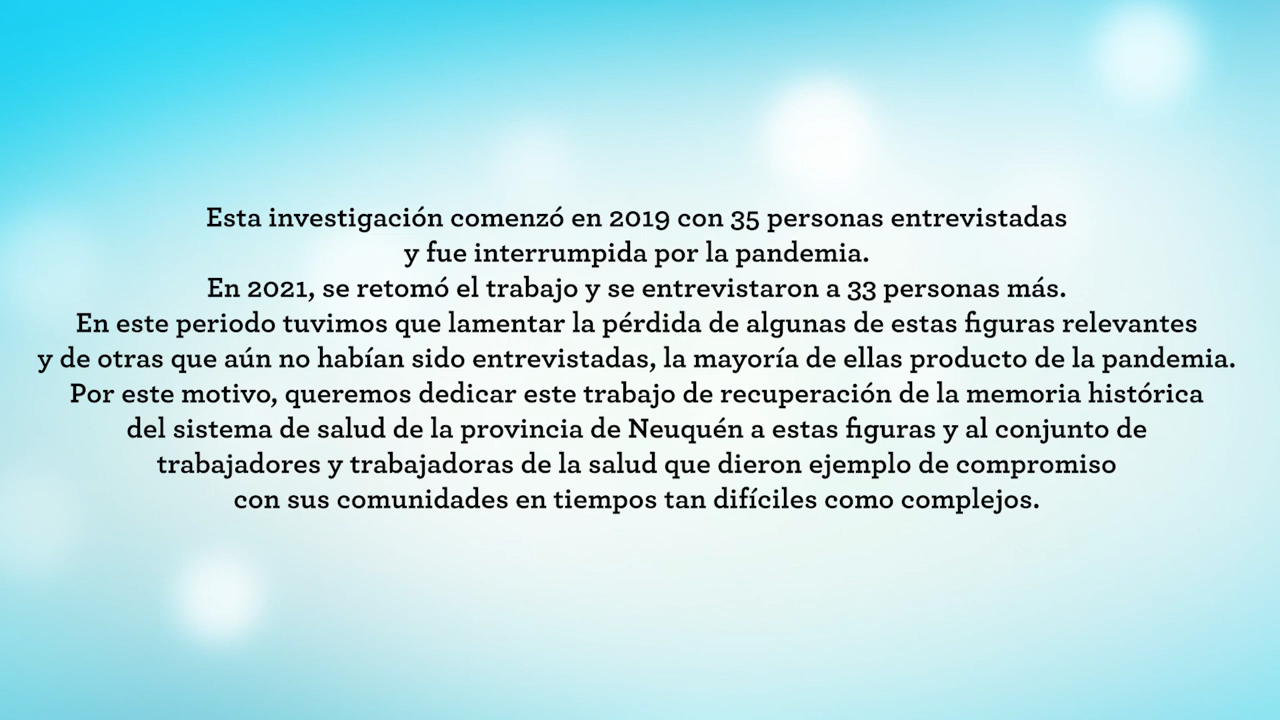 Esta investigación comenzó en 2019 con 35 personas entrevistadas
y fue interrumpida por la pandemia.
En 2021, se retomó el trabajo y se entrevistaron a 33 personas más.
En este periodo tuvimos que lamentar la pérdida de algunas de estas figuras relevantes
y de otras que aún no habían sido entrevistadas, la mayoría de ellas producto de la pandemia.
Por este motivo, queremos dedicar este trabajo de recuperación de la memoria histórica
del sistema de salud de la provincia de Neuquén a estas figuras y al conjunto de
trabajadores y trabajadoras de la salud que dieron ejemplo de compromiso
con sus comunidades en tiempos tan difíciles como complejos.